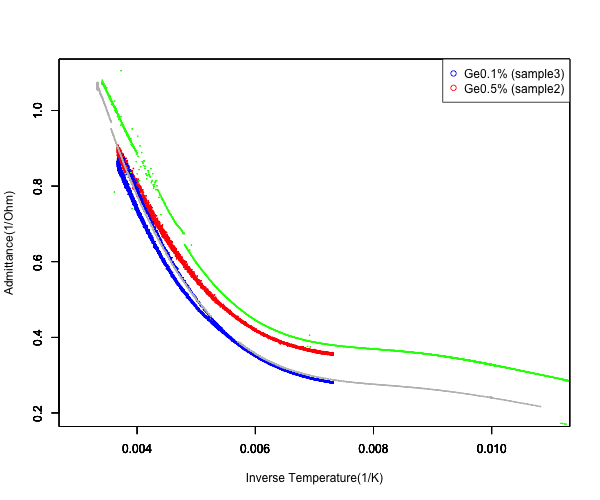 Ge0.1% (sample3)
Ge0.5% (sample2)
1.0
0.8
0.6
0.4
0.2
Admittance(1/Ohm)
0.004 0.006 0.008 0.010
Inverse Temperature(1/K)